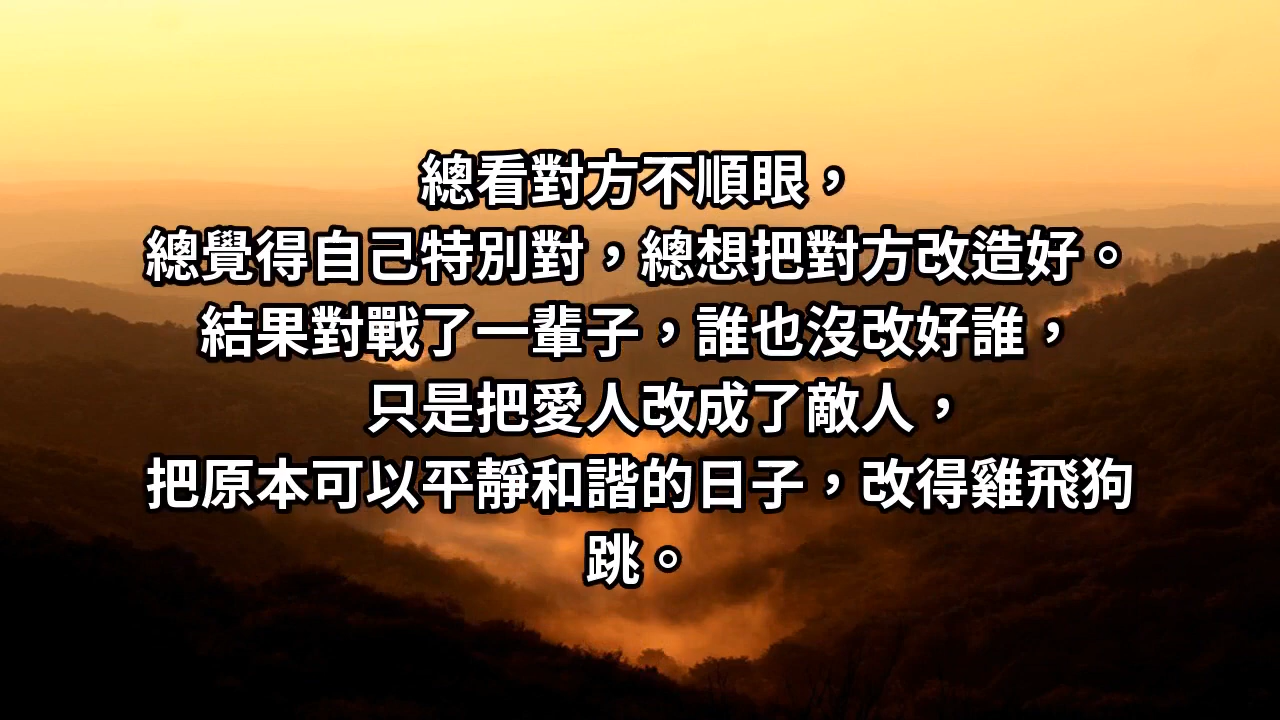 總看對方不順眼，
總覺得自己特別對，總想把對方改造好。
結果對戰了一輩子，誰也沒改好誰，
只是把愛人改成了敵人，
把原本可以平靜和諧的日子，改得雞飛狗
跳。